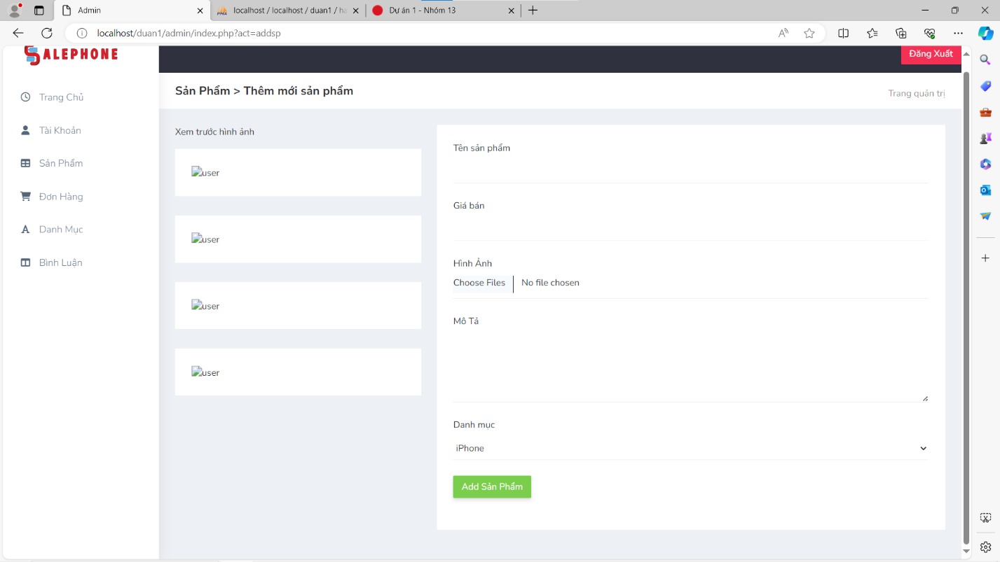 Admin
localhost / localhost / duan1 / ha
Dự án 1 - Nhóm 13
localhost/duan1/admin/index.php?act=addsp
SALEPHONE
Đăng Xuất
Trang Chủ
Tài Khoản
Sản Phẩm
Đơn Hàng
Danh Mục
Bình Luận
Sản Phẩm > Thêm mới sản phẩm
Trang quản trị
Xem trước hình ảnh
user
user
user
user
Tên sản phẩm
Giá bán
Hình Ảnh
Choose Files No file chosen
Mô Tả
Danh mục
iPhone
Add Sản Phẩm